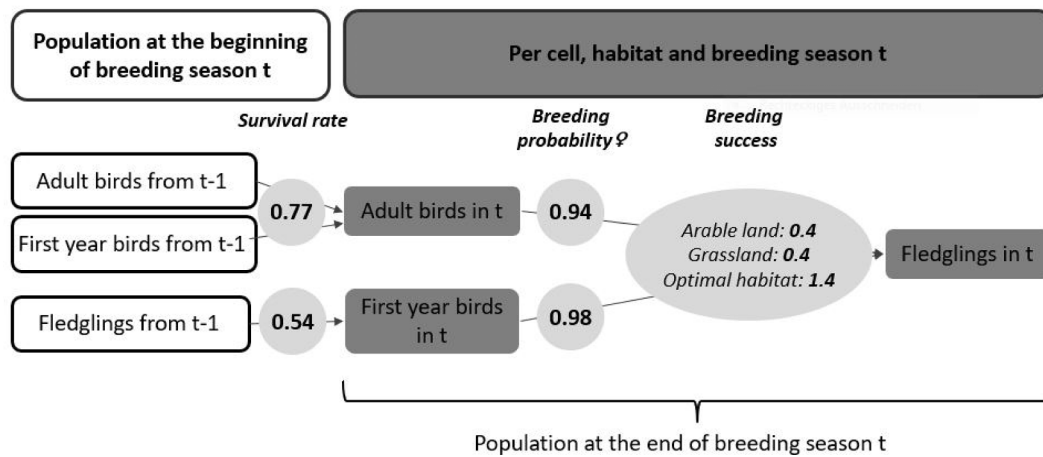 Population at the beginning
of breeding season t
Per cell, habitat and breeding season t
Survival rate
Breeding
probability♀
Breeding
success
Adult birds from t-1
First year birds from t-1
0.77
Adult birds in t
0.94
Arable land: 0.4
Grassland: 0.4
Optimal habitat: 1.4
Fledglings in t
Fledglings from t-1
0.54
First year birds
in t
0.98
Population at the end of breeding season t